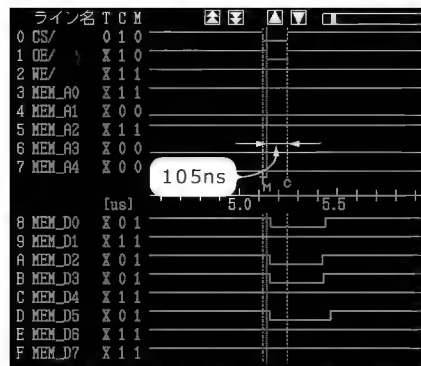 ライン名 T C M
0 CS/ 0 1 0
1 OE/ X 1 0
2 WE/ X 1 1
3 MEM_A0 X 1 1
4 MEM_A1 X 0 0
5 MEM_A2 X 1 1
6 MEM_A3 X 0 0
7 MEM_A4 X 0 0
105ns
M C
[us] 5.0 5.5
8 MEM_D0 X 0 1
9 MEM_D1 X 1 1
A MEM_D2 X 0 1
B MEM_D3 X 0 1
C MEM_D4 X 1 1
D MEM_D5 X 0 1
E MEM_D6 X 1 1
F MEM_D7 X 1 1